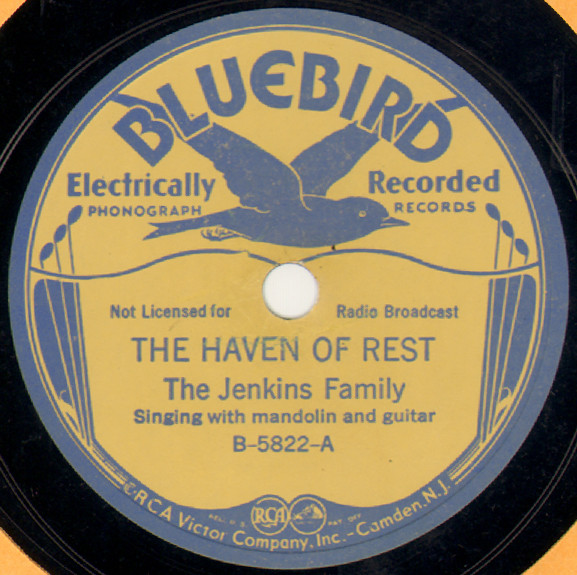 BLUEBIRD
Electrically Recorded
PHONOGRAPH RECORDS
Not Licensed for Radio Broadcast
THE HAVEN OF REST
The Jenkins Family
Singing with mandolin and guitar
B-5822-A
RCA
RCA Victor Company, Inc.-Camden, N.J.